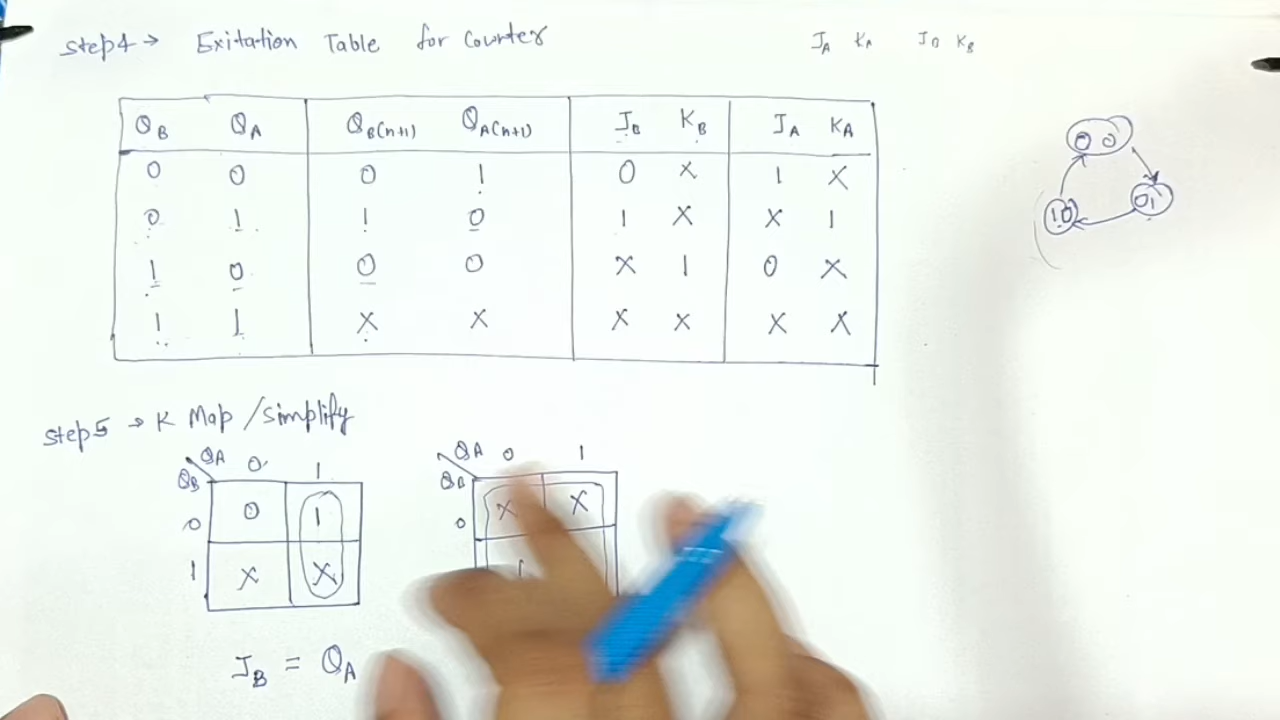 Step4 → Exitation Table for Counter
JA KA JB KB
QB QA QB(n+1) QA(n+1) JB KB JA KA
0 0 0 1 0 X 1 X
0 1 1 0 1 X X 1
1 0 0 0 X 1 0 X
1 1 X X X X X X
0 0
01
10
Step5 → K Map /Simplify
QA 0 1
QB
0 0 1
1 X X
JB = QA
QA 0 1
QB
0 X X